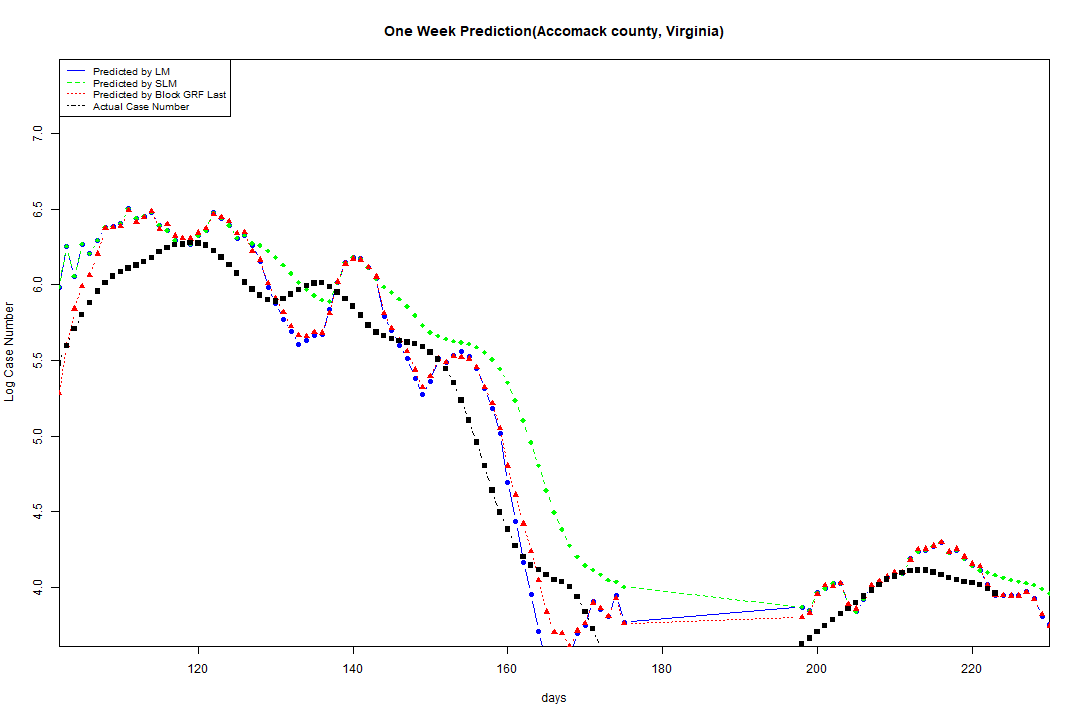 One Week Prediction(Accomack county, Virginia)
Predicted by LM
Predicted by SLM
Predicted by Block GRF Last
Actual Case Number
Log Case Number
7.0
6.5
6.0
5.5
5.0
4.5
4.0
120 140 160 180 200 220
days